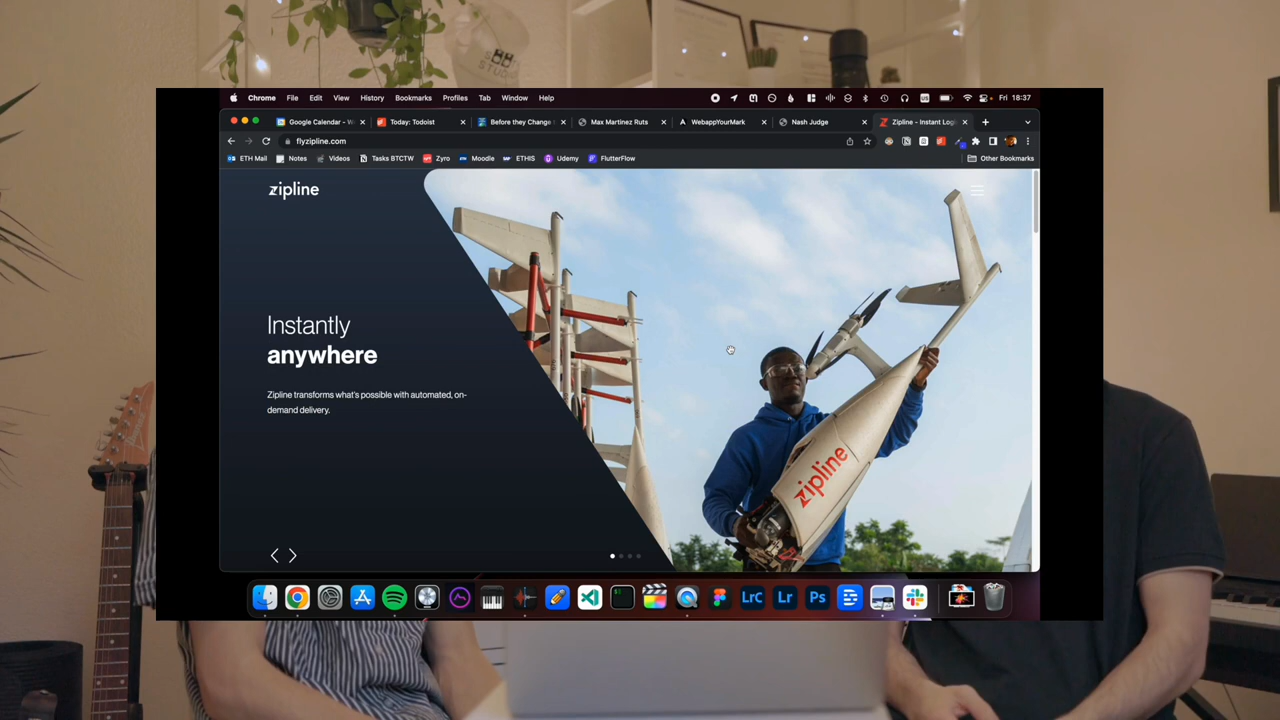 Chrome File Edit View History Bookmarks Profiles Tab Window Help
Fri 18:37
Google Calendar - W
Today: Todoist
Before they Change
Max Martinez Ruts
WebappYourMark
Nash Judge
Zipline - Instant Logi
flyzipline.com
ETH Mail Notes Videos Tasks BTCTW Zyro Moodle ETHIS Udemy FlutterFlow Other Bookmarks
zipline
Instantly
anywhere
Zipline transforms what's possible with automated, on-
demand delivery.
zipline
LrC Lr Ps